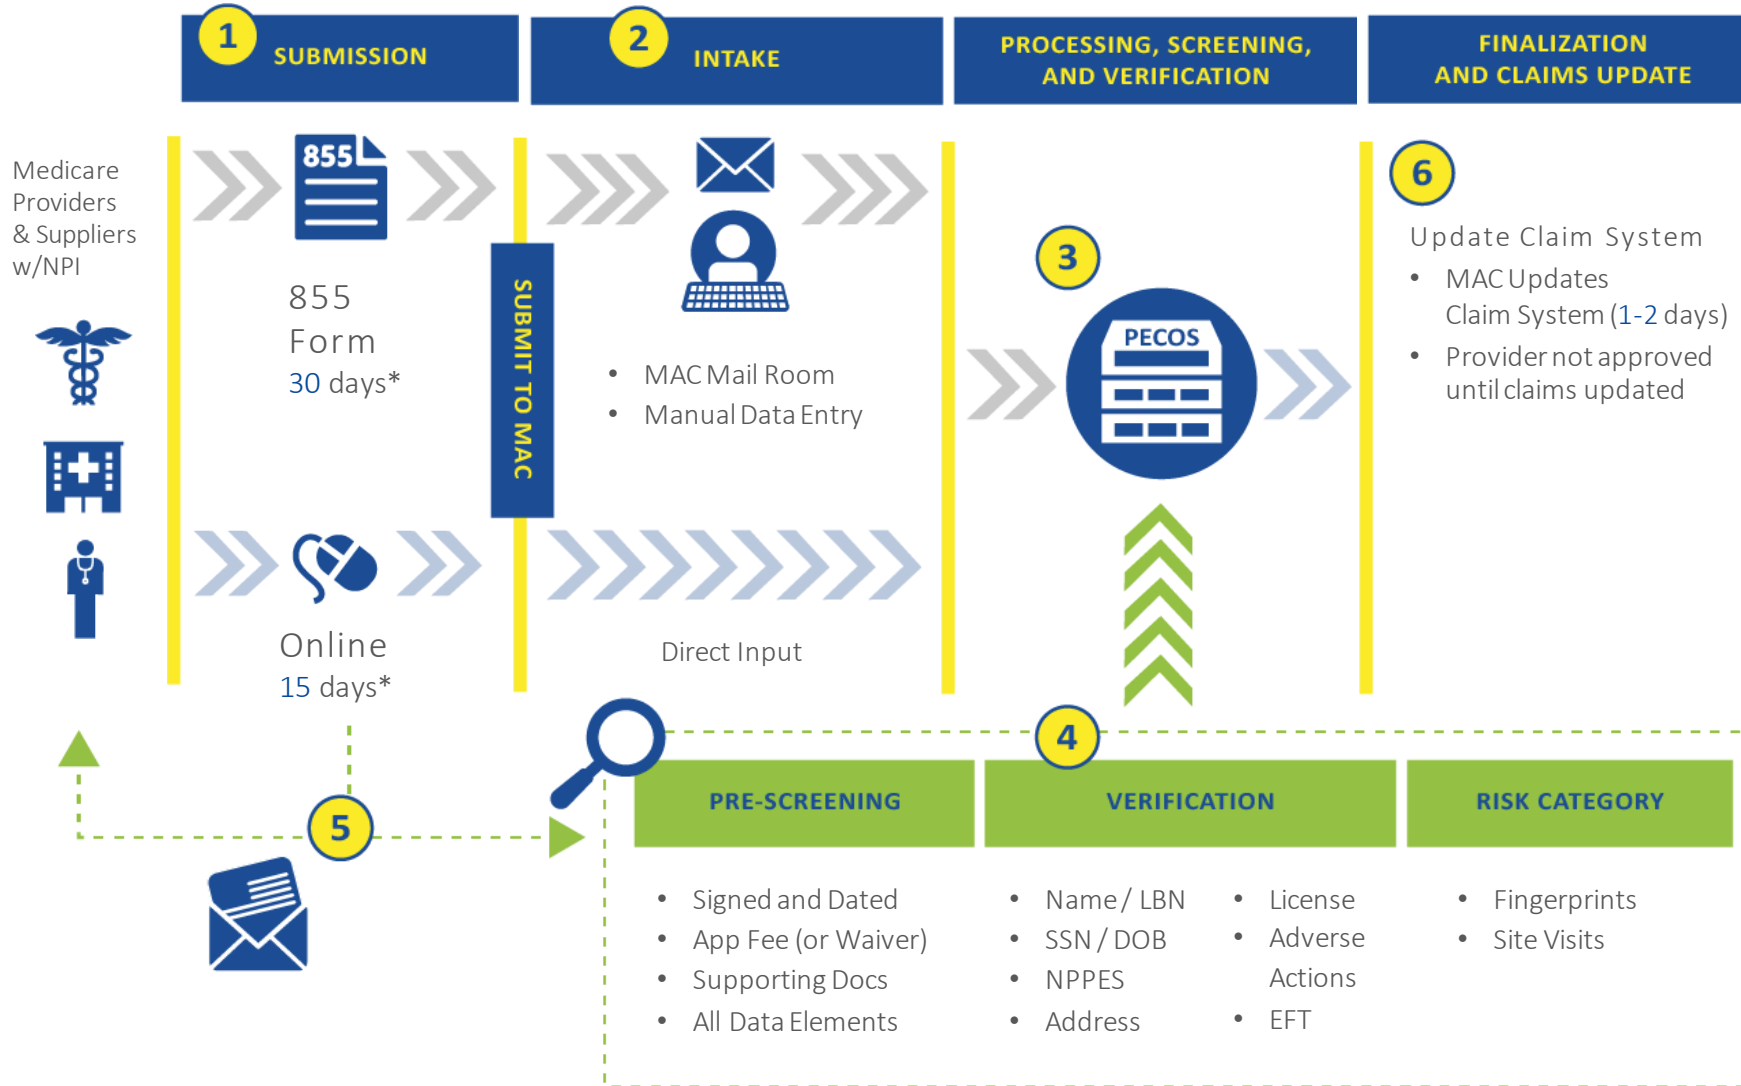 1
SUBMISSION
2
INTAKE
PROCESSING, SCREENING,
AND VERIFICATION
FINALIZATION
AND CLAIMS UPDATE
Medicare
Providers
& Suppliers
w/NPI
855
855
Form
30 days*
Online
15 days*
SUBMIT TO MAC
• MAC Mail Room
• Manual Data Entry
Direct Input
3
PECOS
6
Update Claim System
• MAC Updates
Claim System (1-2 days)
• Provider not approved
until claims updated
4
5
PRE-SCREENING
• Signed and Dated
• App Fee (or Waiver)
• Supporting Docs
• All Data Elements
VERIFICATION
• Name / LBN
• SSN / DOB
• NPPES
• Address
• License
• Adverse
Actions
• EFT
RISK CATEGORY
• Fingerprints
• Site Visits